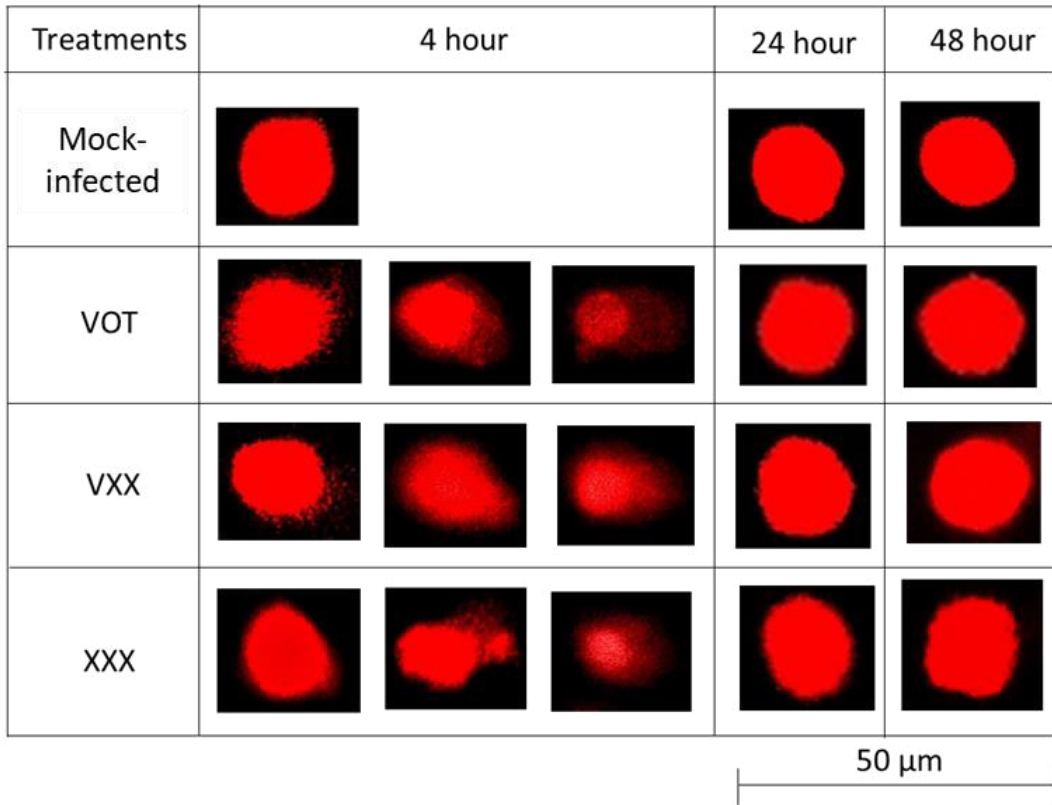 Treatments 4 hour 24 hour 48 hour
Mock-
infected
VOT
VXX
XXX
50 µm